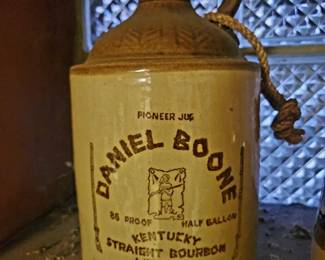 PIONEER JUG
DANIEL BOONE
86 PROOF HALF GALLON
KENTUCKY
STRAIGHT BOURBON